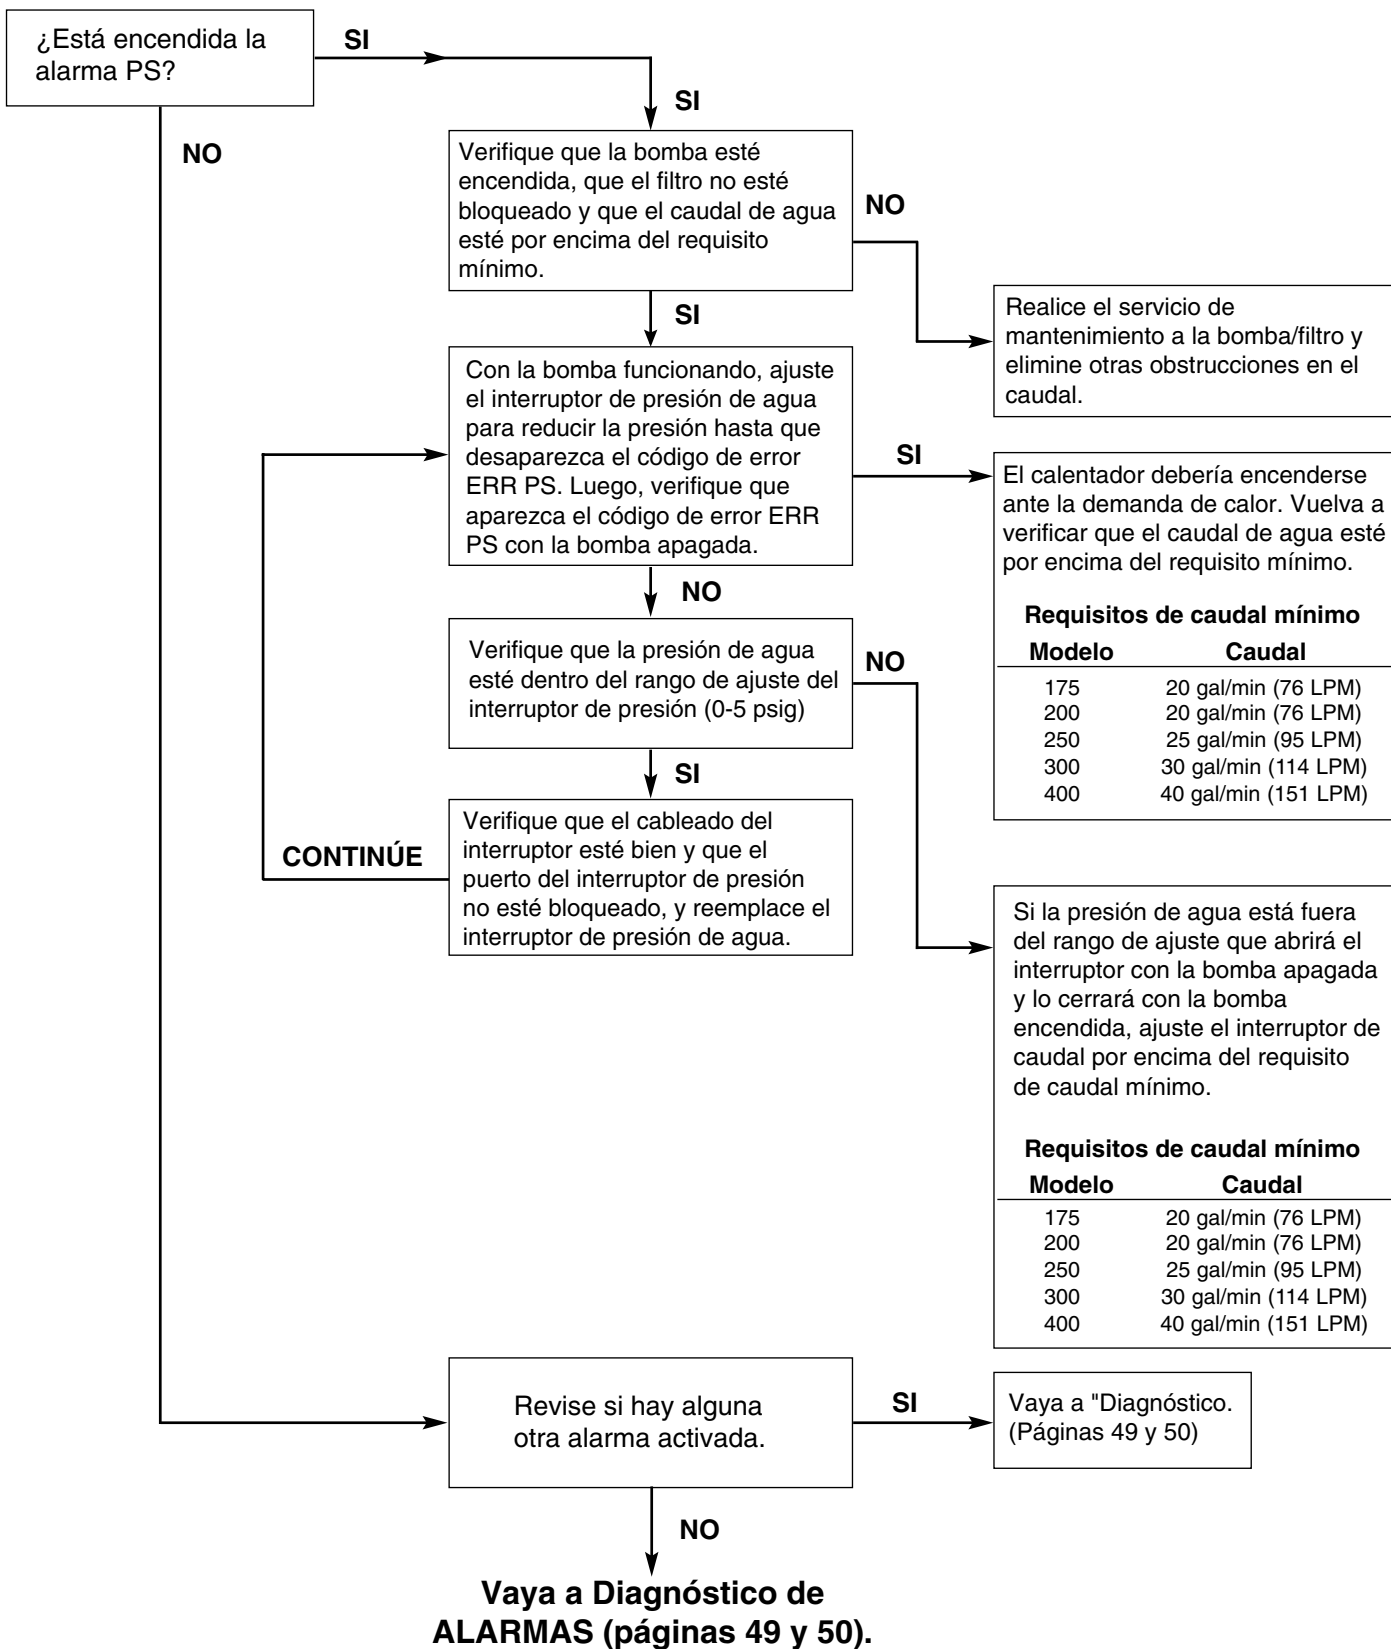 ¿Está encendida la
alarma PS?
SI
SI
NO
Verifique que la bomba esté
encendida, que el filtro no esté
bloqueado y que el caudal de agua
esté por encima del requisito
mínimo.
NO
SI
Realice el servicio de
mantenimiento a la bomba/filtro y
elimine otras obstrucciones en el
caudal.
Con la bomba funcionando, ajuste
el interruptor de presión de agua
para reducir la presión hasta que
desaparezca el código de error
ERR PS. Luego, verifique que
aparezca el código de error ERR
PS con la bomba apagada.
SI
El calentador debería encenderse
ante la demanda de calor. Vuelva a
verificar que el caudal de agua esté
por encima del requisito mínimo.
Requisitos de caudal mínimo
Modelo Caudal
175 20 gal/min (76 LPM)
200 20 gal/min (76 LPM)
250 25 gal/min (95 LPM)
300 30 gal/min (114 LPM)
400 40 gal/min (151 LPM)
NO
Verifique que la presión de agua
esté dentro del rango de ajuste del
interruptor de presión (0-5 psig)
NO
SI
Verifique que el cableado del
interruptor esté bien y que el
puerto del interruptor de presión
no esté bloqueado, y reemplace el
interruptor de presión de agua.
CONTINÚE
Si la presión de agua está fuera
del rango de ajuste que abrirá el
interruptor con la bomba apagada
y lo cerrará con la bomba
encendida, ajuste el interruptor de
caudal por encima del requisito
de caudal mínimo.
Requisitos de caudal mínimo
Modelo Caudal
175 20 gal/min (76 LPM)
200 20 gal/min (76 LPM)
250 25 gal/min (95 LPM)
300 30 gal/min (114 LPM)
400 40 gal/min (151 LPM)
Revise si hay alguna
otra alarma activada.
SI
Vaya a "Diagnóstico.
(Páginas 49 y 50)
NO
Vaya a Diagnóstico de
ALARMAS (páginas 49 y 50).